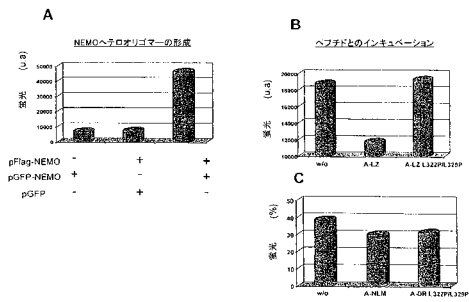 A
NEMOヘテロオリゴマーの形成
蛍光 (u.a)
50000
40000
30000
20000
10000
0
pFlag-NEMO - + +
pGFP-NEMO + - +
pGFP - + -
B
ペプチドとのインキュベーション
蛍光 (u.a)
20000
18000
16000
14000
12000
10000
w/o A-LZ A-LZ L322P/L329P
C
蛍光 (%)
50
40
30
20
10
0
w/o A-NLM A-DR L322P/L329P